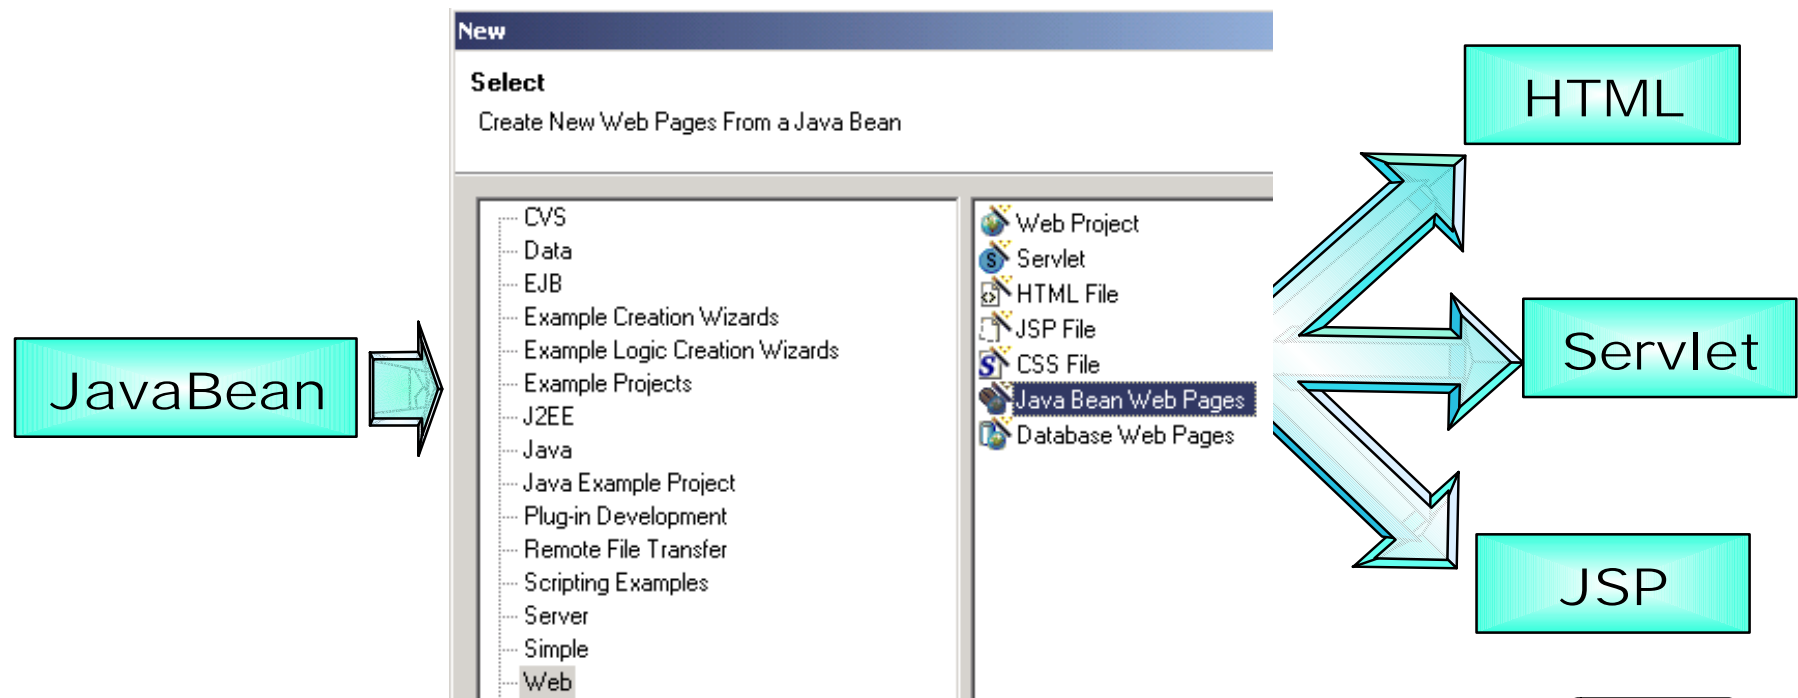 New
Select
Create New Web Pages From a Java Bean
JavaBean
CVS
Data
EJB
Example Creation Wizards
Example Logic Creation Wizards
Example Projects
J2EE
Java
Java Example Project
Plug-in Development
Remote File Transfer
Scripting Examples
Server
Simple
Web
Web Project
Servlet
HTML File
JSP File
CSS File
Java Bean Web Pages
Database Web Pages
HTML
Servlet
JSP